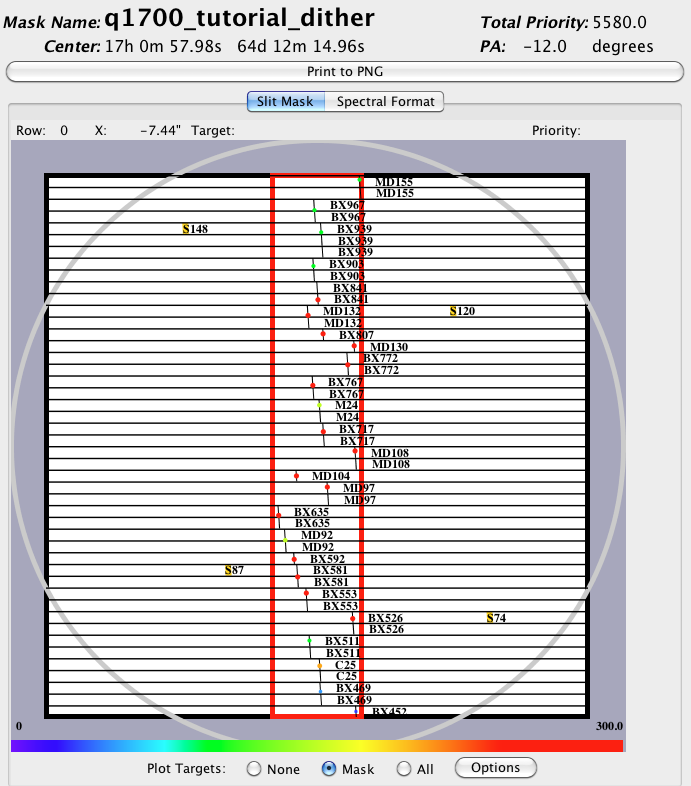 Mask Name: q1700_tutorial_dither Total Priority: 5580.0
Center: 17h 0m 57.98s 64d 12m 14.96s PA: -12.0 degrees
Print to PNG
Slit Mask Spectral Format
Row: 0 X: -7.44" Target: Priority:
MD155
MD155
BX967
BX967
S148 BX939
BX939
BX939
BX903
BX903
BX841
BX841
MD132 S120
MD132
BX807
MD130
BX772
BX772
BX767
BX767
M24
M24
BX717
BX717
MD108
MD108
MD104
MD97
MD97
BX635
BX635
MD92
MD92
BX592
S87 BX581
BX581
BX553
BX553
BX526 S74
BX526
BX511
BX511
C25
C25
BX469
BX469
BX452
0 300.0
Plot Targets: None Mask All Options